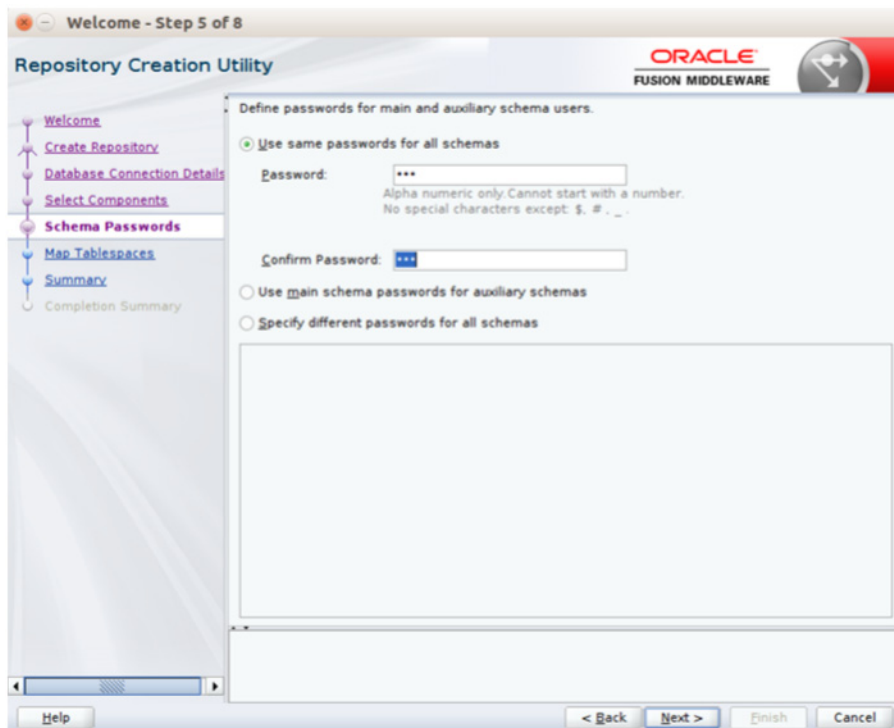 Welcome - Step 5 of 8
Repository Creation Utility
ORACLE
FUSION MIDDLEWARE
Welcome
Create Repository
Database Connection Details
Select Components
Schema Passwords
Map Tablespaces
Summary
Completion Summary
Define passwords for main and auxiliary schema users.
Use same passwords for all schemas
Password: •••
Alpha numeric only.Cannot start with a number.
No special characters except: $, # , _ .
Confirm Password: •••
Use main schema passwords for auxiliary schemas
Specify different passwords for all schemas
Help
< Back
Next >
Finish
Cancel